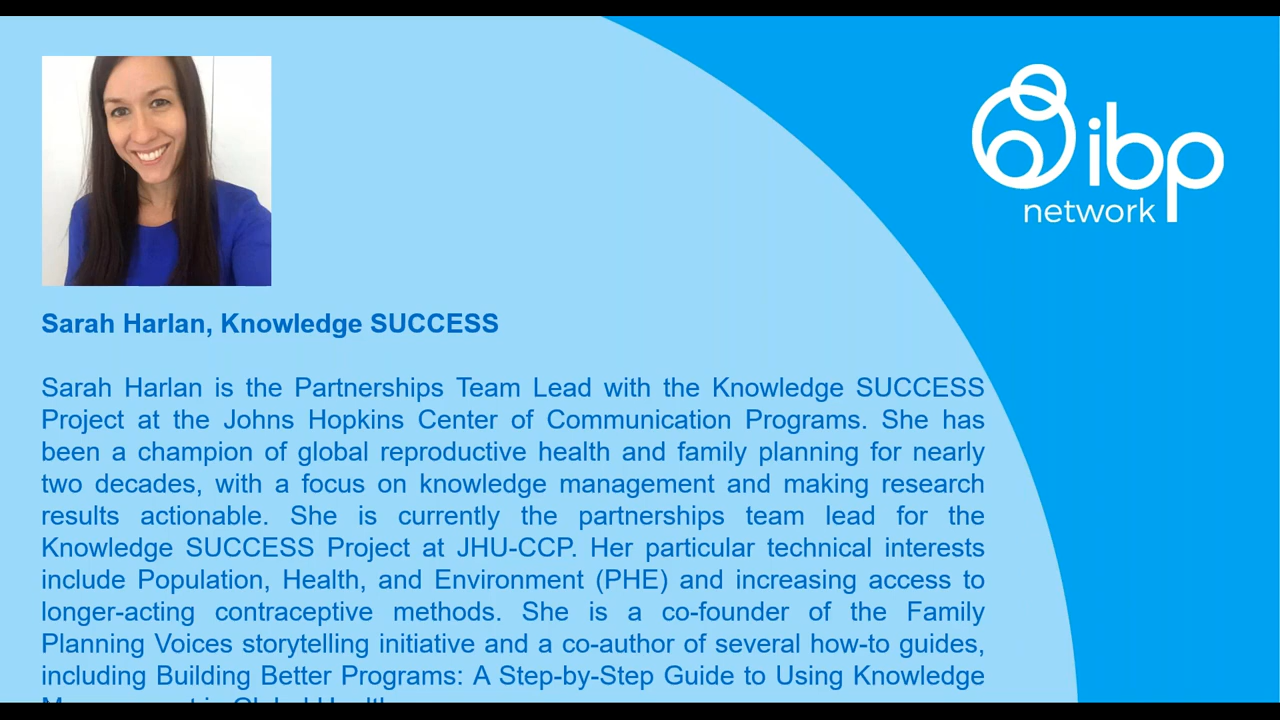 ibp
network
Sarah Harlan, Knowledge SUCCESS
Sarah Harlan is the Partnerships Team Lead with the Knowledge SUCCESS
Project at the Johns Hopkins Center of Communication Programs. She has
been a champion of global reproductive health and family planning for nearly
two decades, with a focus on knowledge management and making research
results actionable. She is currently the partnerships team lead for the
Knowledge SUCCESS Project at JHU-CCP. Her particular technical interests
include Population, Health, and Environment (PHE) and increasing access to
longer-acting contraceptive methods. She is a co-founder of the Family
Planning Voices storytelling initiative and a co-author of several how-to guides,
including Building Better Programs: A Step-by-Step Guide to Using Knowledge